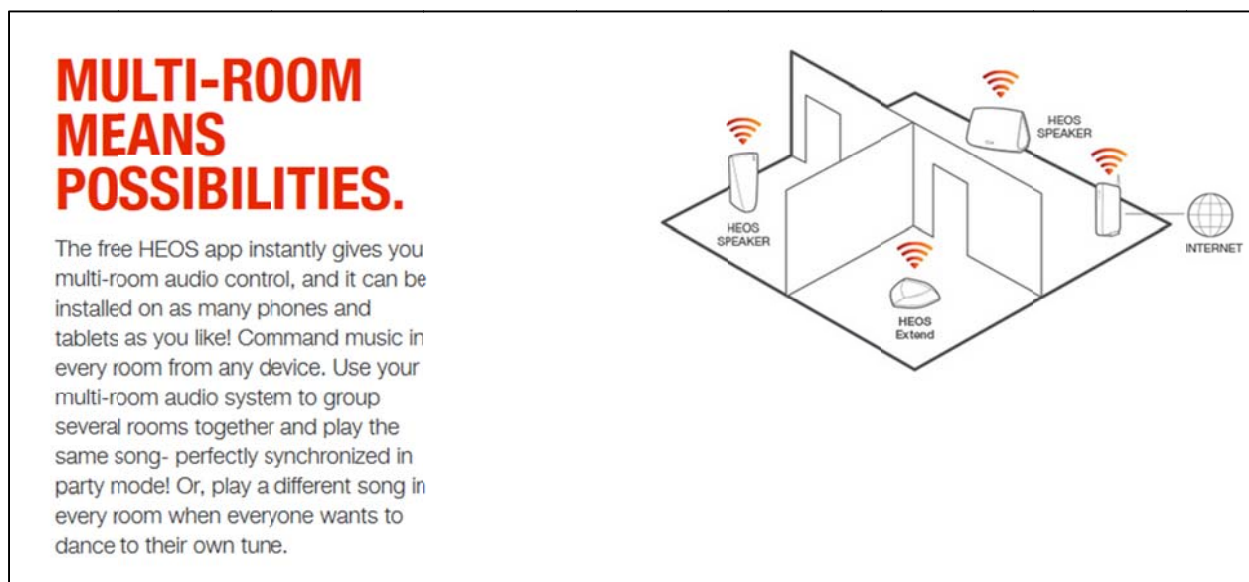 MULTI-ROOM
MEANS
POSSIBILITIES.
The free HEOS app instantly gives you
multi-room audio control, and it can be
installed on as many phones and
tablets as you like! Command music in
every room from any device. Use your
multi-room audio system to group
several rooms together and play the
same song- perfectly synchronized in
party mode! Or, play a different song in
every room when everyone wants to
dance to their own tune.
HEOS
SPEAKER
HEOS
SPEAKER
INTERNET
HEOS
Extend